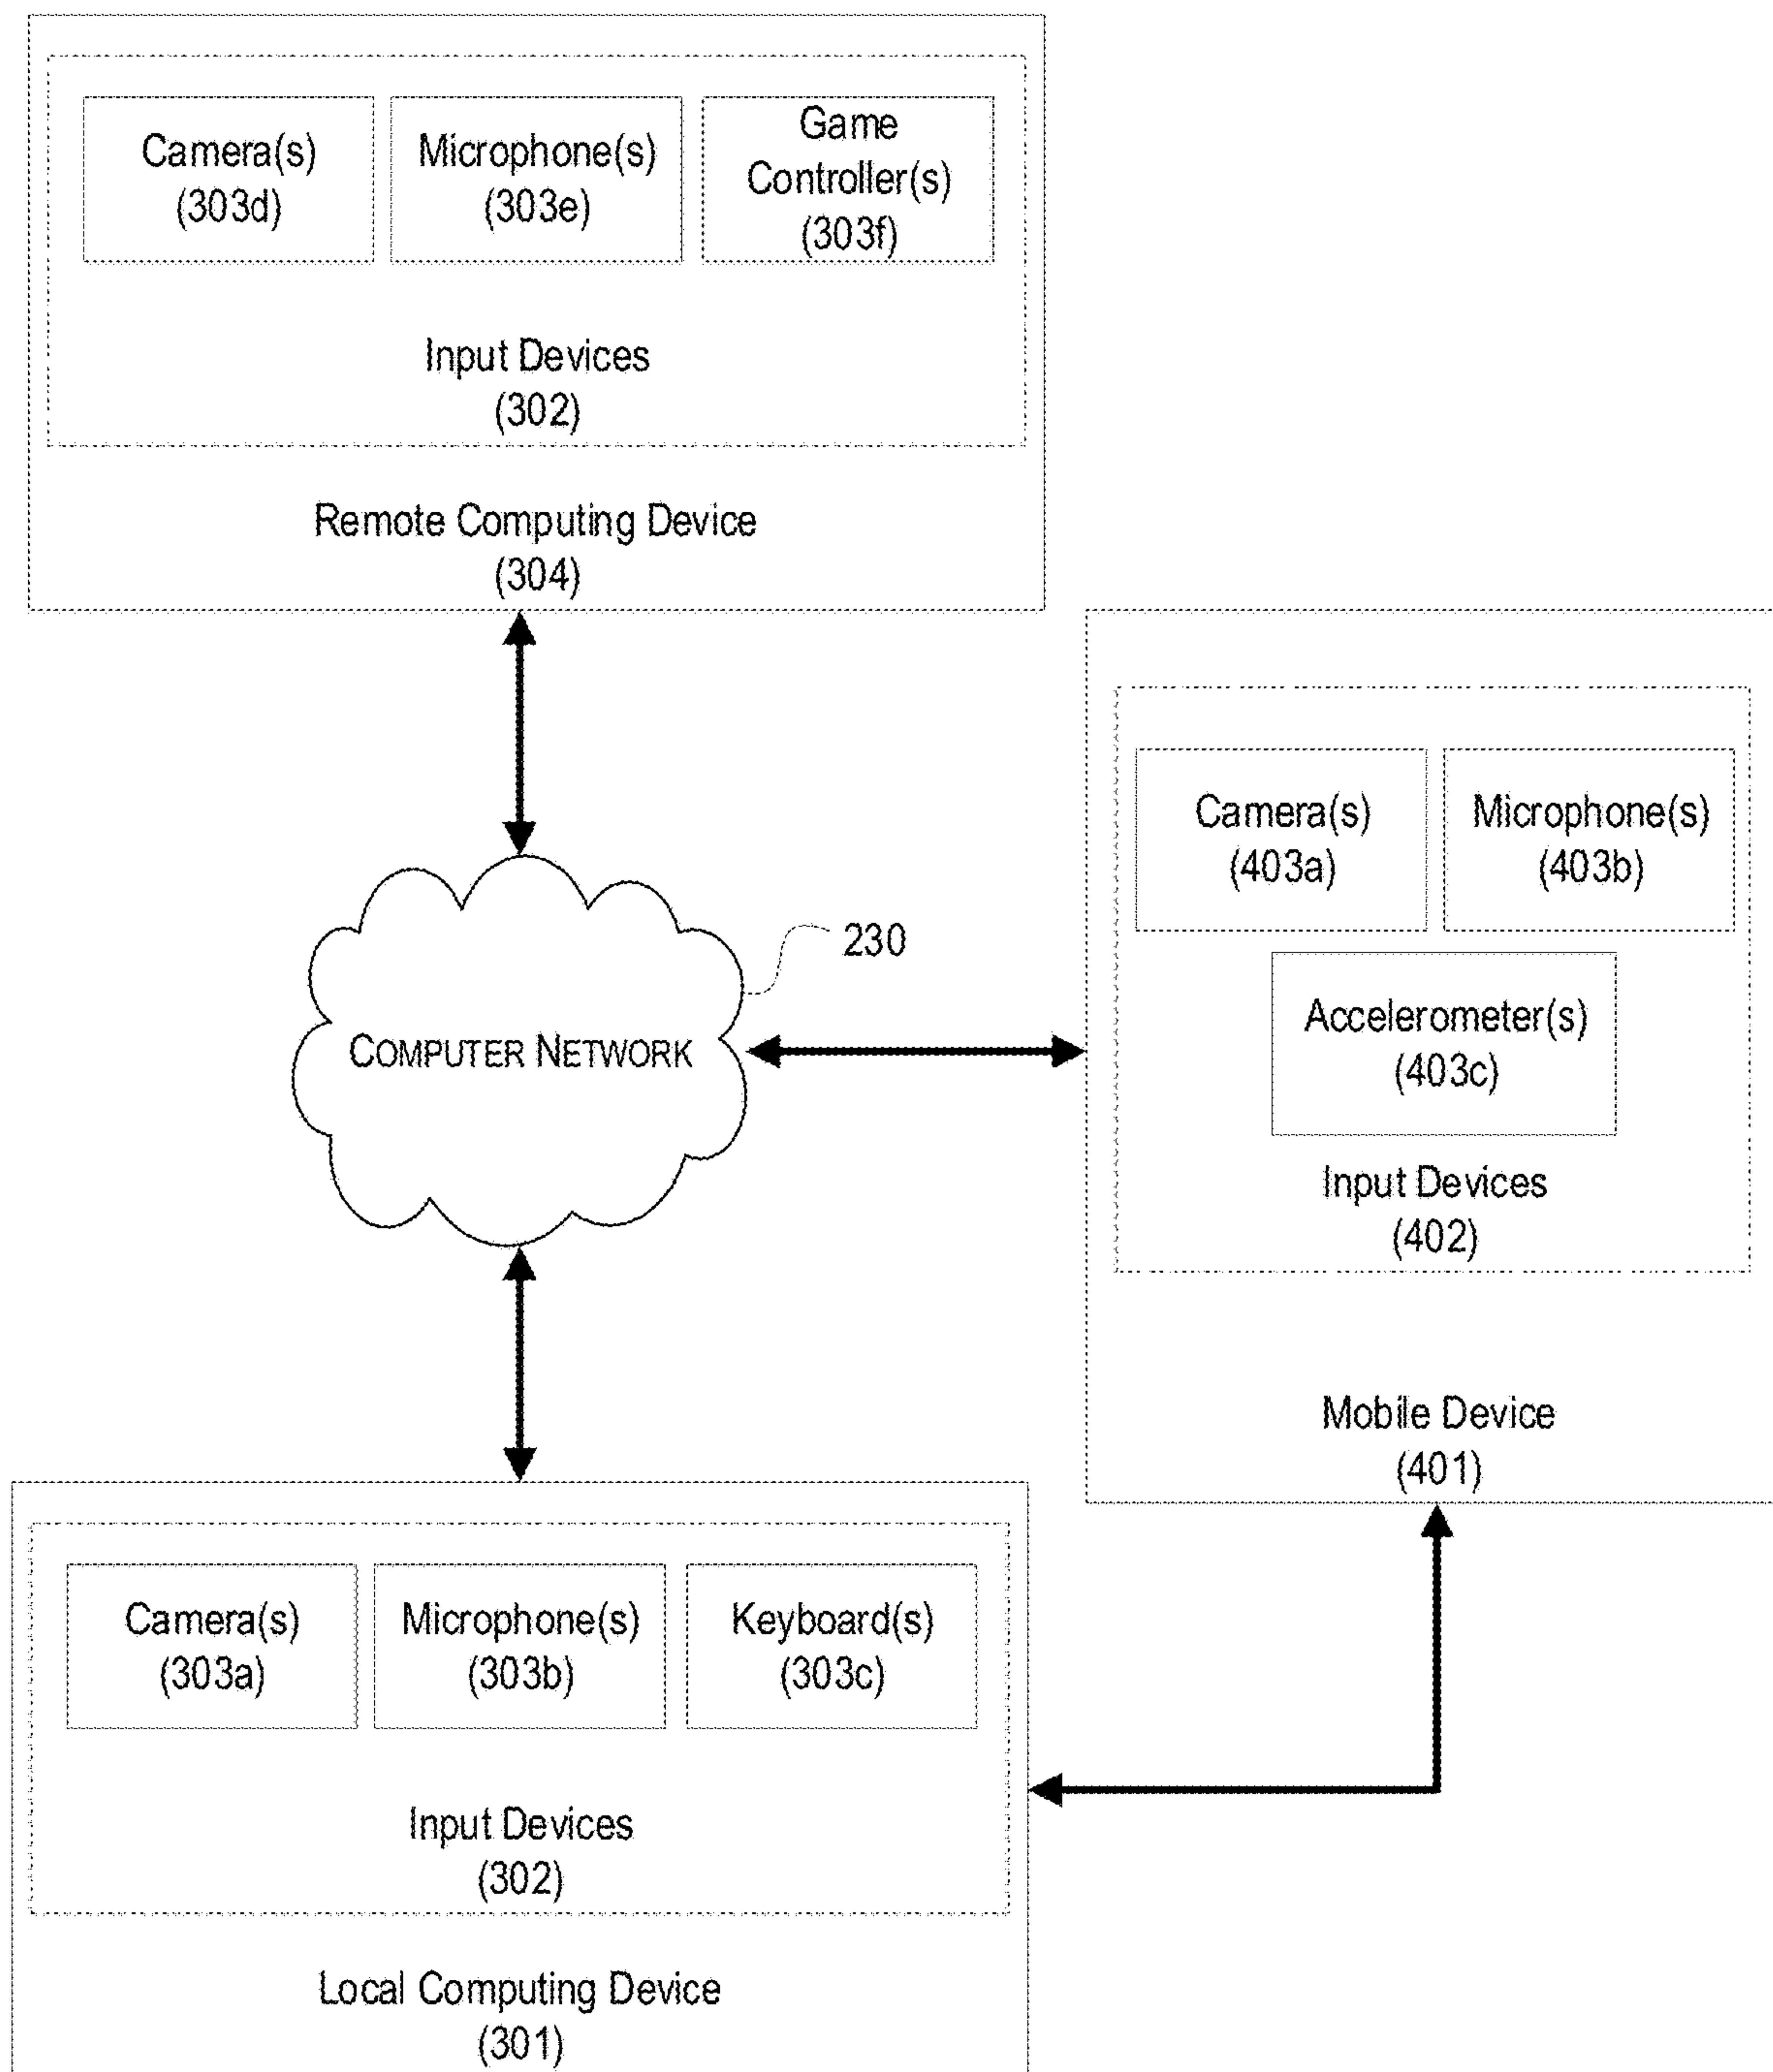 Camera(s)
(303d)
Microphone(s)
(303e)
Game
Controller(s)
(303f)
Input Devices
(302)
Remote Computing Device
(304)
Camera(s)
(403a)
Microphone(s)
(403b)
Accelerometer(s)
(403c)
Input Devices
(402)
Mobile Device
(401)
230
COMPUTER NETWORK
Camera(s)
(303a)
Microphone(s)
(303b)
Keyboard(s)
(303c)
Input Devices
(302)
Local Computing Device
(301)